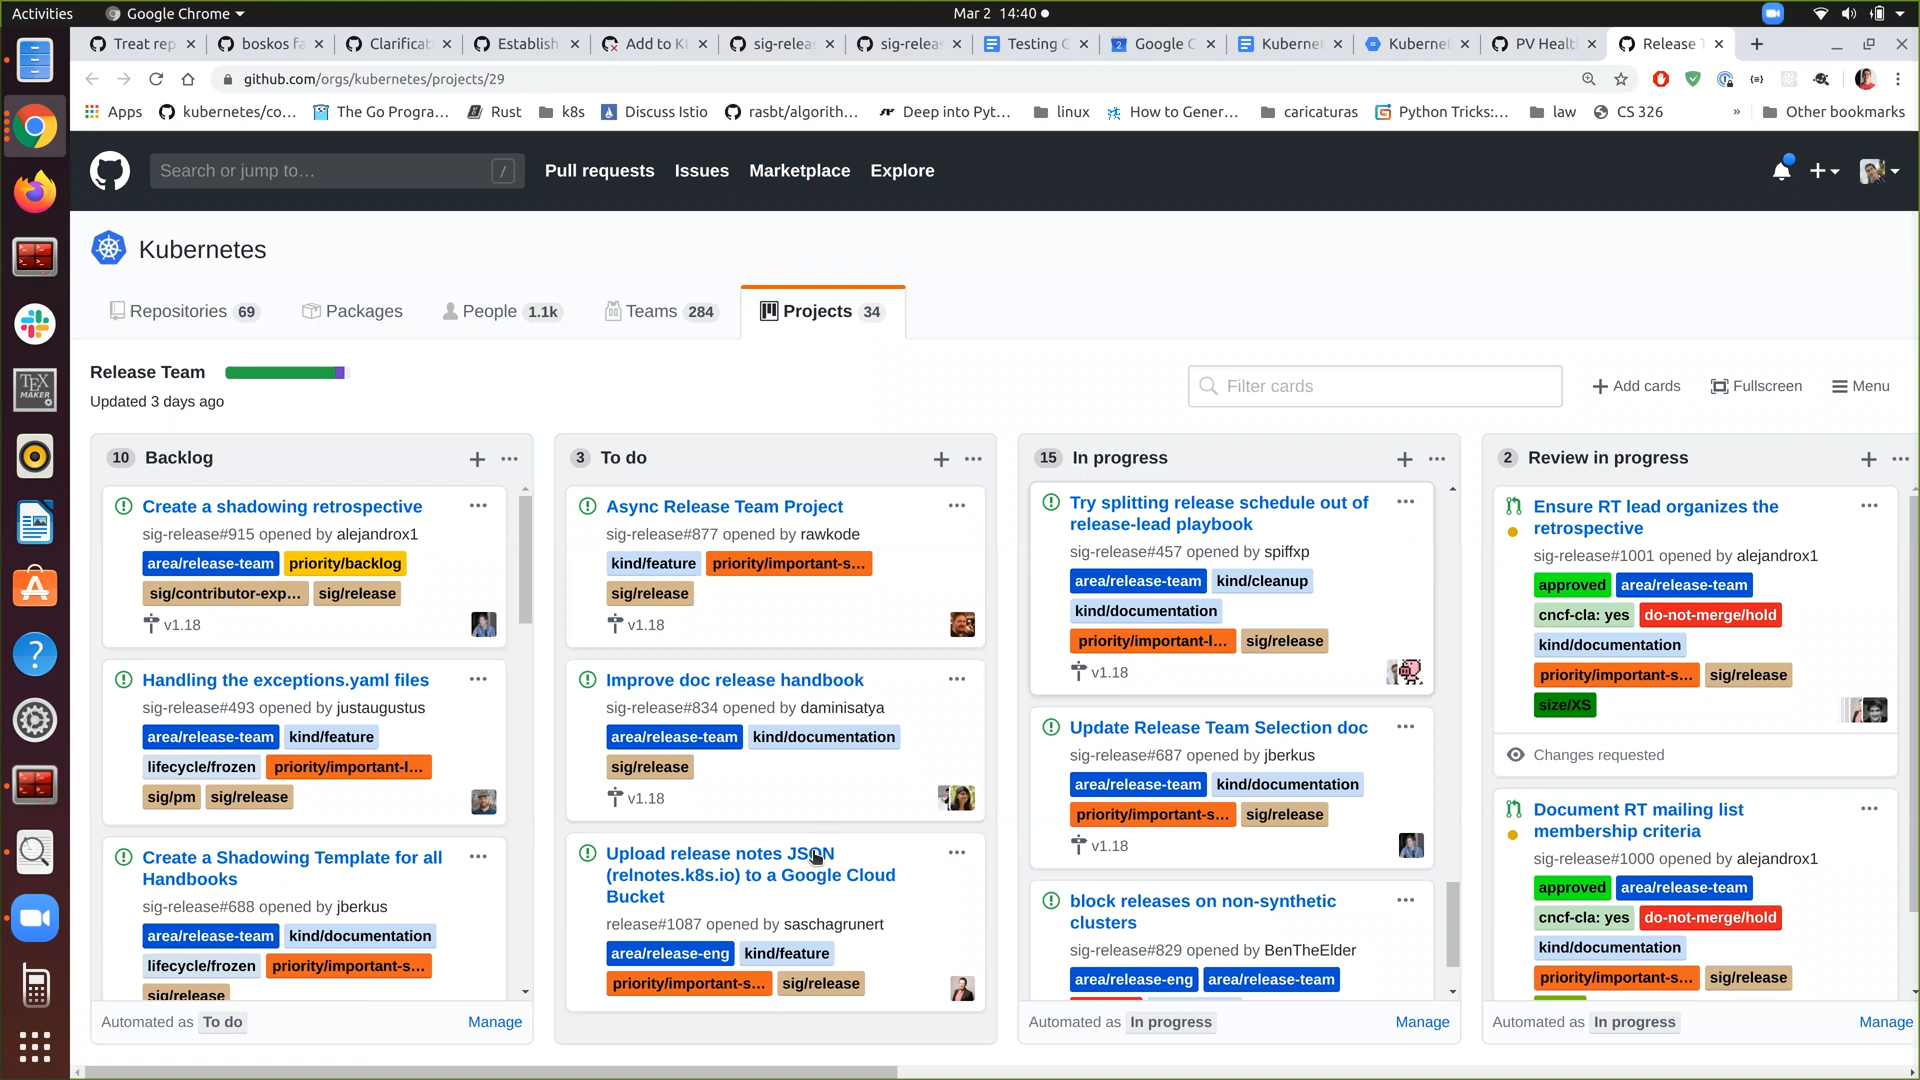 Activities
Google Chrome
Mar 2 14:40
Treat rep
boskos fa
Clarificat
Establish
Add to K
sig-relea
sig-relea
Testing
Google C
Kubernet
Kubernet
PV Healt
Release T
github.com/orgs/kubernetes/projects/29
Apps
kubernetes/co...
The Go Progra...
Rust
k8s
Discuss Istio
rasbt/algorith...
Deep into Pyt...
linux
How to Gener...
caricaturas
Python Tricks:...
law
CS 326
»
Other bookmarks
Search or jump to...
/
Pull requests
Issues
Marketplace
Explore
Kubernetes
Repositories 69
Packages
People 1.1k
Teams 284
Projects 34
Release Team
Updated 3 days ago
Filter cards
Add cards
Fullscreen
Menu
10 Backlog
Create a shadowing retrospective
sig-release#915 opened by alejandrox1
area/release-team priority/backlog
sig/contributor-exp... sig/release
v1.18
Handling the exceptions.yaml files
sig-release#493 opened by justaugustus
area/release-team kind/feature
lifecycle/frozen priority/important-l...
sig/pm sig/release
Create a Shadowing Template for all
Handbooks
sig-release#688 opened by jberkus
area/release-team kind/documentation
lifecycle/frozen priority/important-s...
sig/release
Automated as To do
Manage
3 To do
Async Release Team Project
sig-release#877 opened by rawkode
kind/feature priority/important-s...
sig/release
v1.18
Improve doc release handbook
sig-release#834 opened by daminisatya
area/release-team kind/documentation
sig/release
v1.18
Upload release notes JSON
(relnotes.k8s.io) to a Google Cloud
Bucket
release#1087 opened by saschagrunert
area/release-eng kind/feature
priority/important-s... sig/release
15 In progress
Try splitting release schedule out of
release-lead playbook
sig-release#457 opened by spiffxp
area/release-team kind/cleanup
kind/documentation
priority/important-l... sig/release
v1.18
Update Release Team Selection doc
sig-release#687 opened by jberkus
area/release-team kind/documentation
priority/important-s... sig/release
v1.18
block releases on non-synthetic
clusters
sig-release#829 opened by BenTheElder
area/release-eng area/release-team
Automated as In progress
Manage
2 Review in progress
Ensure RT lead organizes the
retrospective
sig-release#1001 opened by alejandrox1
approved area/release-team
cncf-cla: yes do-not-merge/hold
kind/documentation
priority/important-s... sig/release
size/XS
Changes requested
Document RT mailing list
membership criteria
sig-release#1000 opened by alejandrox1
approved area/release-team
cncf-cla: yes do-not-merge/hold
kind/documentation
priority/important-s... sig/release
Automated as In progress
Manage
TEX
MAKER